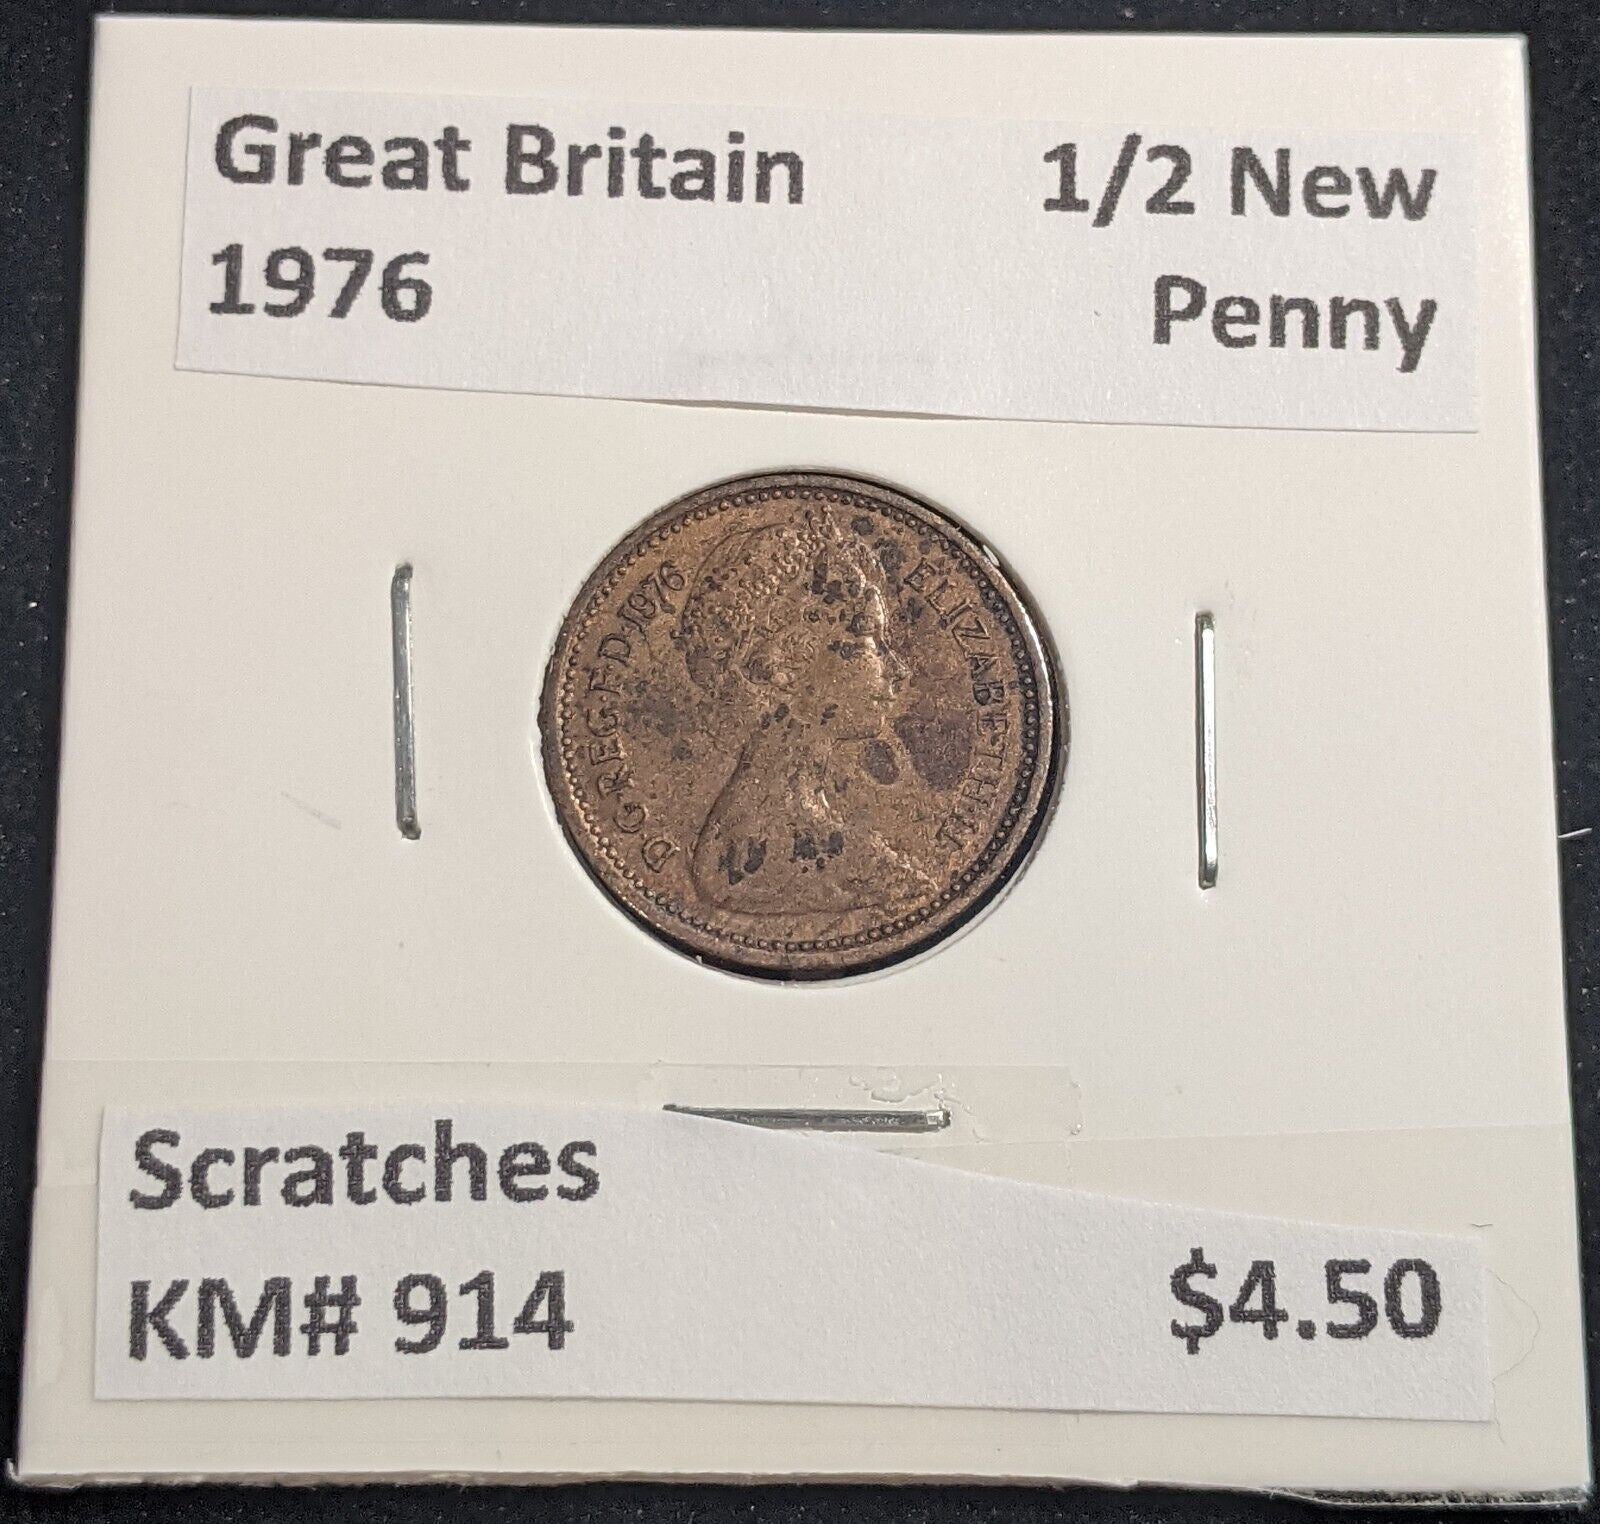 Great Britain 1/2 New
1976 Penny
D·G·REG·F·D·1976 ELIZABETH·II
Scratches
KM# 914 $4.50